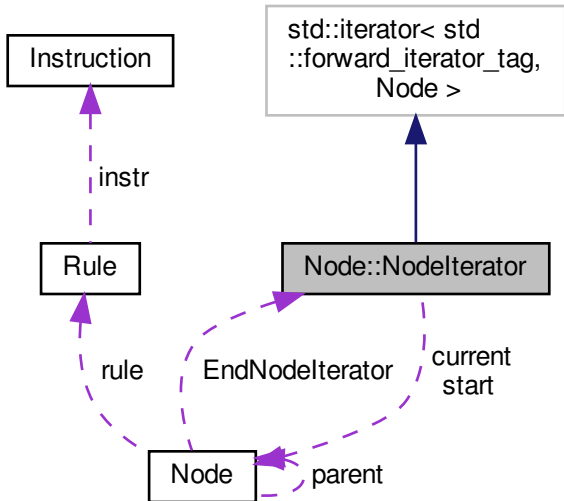 std::iterator< std
::forward_iterator_tag,
Node >
Instruction
instr
Rule
Node::NodeIterator
rule
EndNodeIterator
current
start
Node
parent